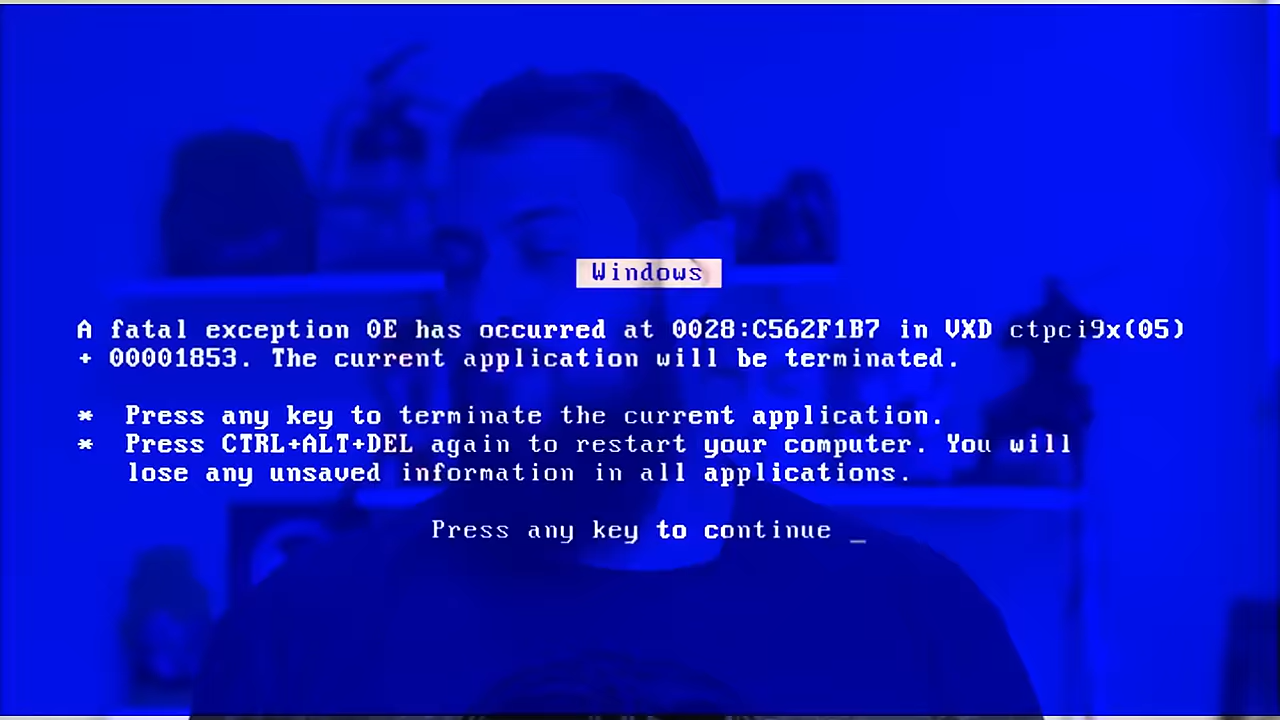 Windows
A fatal exception 0E has occurred at 0028:C562F1B7 in VXD ctpci9x(05)
+ 00001853. The current application will be terminated.
* Press any key to terminate the current application.
* Press CTRL+ALT+DEL again to restart your computer. You will
lose any unsaved information in all applications.
Press any key to continue _